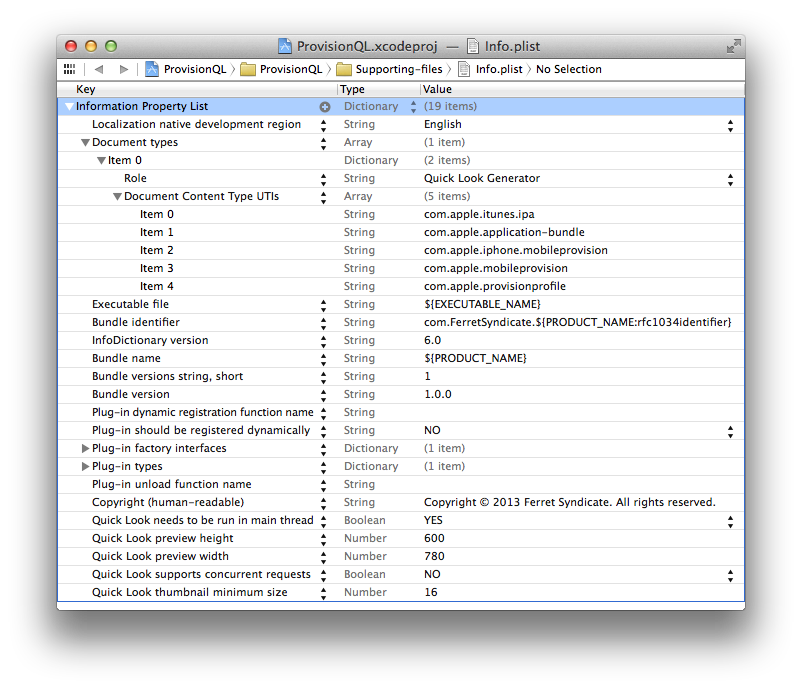 ProvisionQL.xcodeproj — Info.plist
ProvisionQL ProvisionQL Supporting-files Info.plist No Selection
Key Type Value
Information Property List Dictionary (19 items)
Localization native development region String English
Document types Array (1 item)
Item 0 Dictionary (2 items)
Role String Quick Look Generator
Document Content Type UTIs Array (5 items)
Item 0 String com.apple.itunes.ipa
Item 1 String com.apple.application-bundle
Item 2 String com.apple.iphone.mobileprovision
Item 3 String com.apple.mobileprovision
Item 4 String com.apple.provisionprofile
Executable file String ${EXECUTABLE_NAME}
Bundle identifier String com.FerretSyndicate.${PRODUCT_NAME:rfc1034identifier}
InfoDictionary version String 6.0
Bundle name String ${PRODUCT_NAME}
Bundle versions string, short String 1
Bundle version String 1.0.0
Plug-in dynamic registration function name String
Plug-in should be registered dynamically String NO
Plug-in factory interfaces Dictionary (1 item)
Plug-in types Dictionary (1 item)
Plug-in unload function name String
Copyright (human-readable) String Copyright © 2013 Ferret Syndicate. All rights reserved.
Quick Look needs to be run in main thread Boolean YES
Quick Look preview height Number 600
Quick Look preview width Number 780
Quick Look supports concurrent requests Boolean NO
Quick Look thumbnail minimum size Number 16